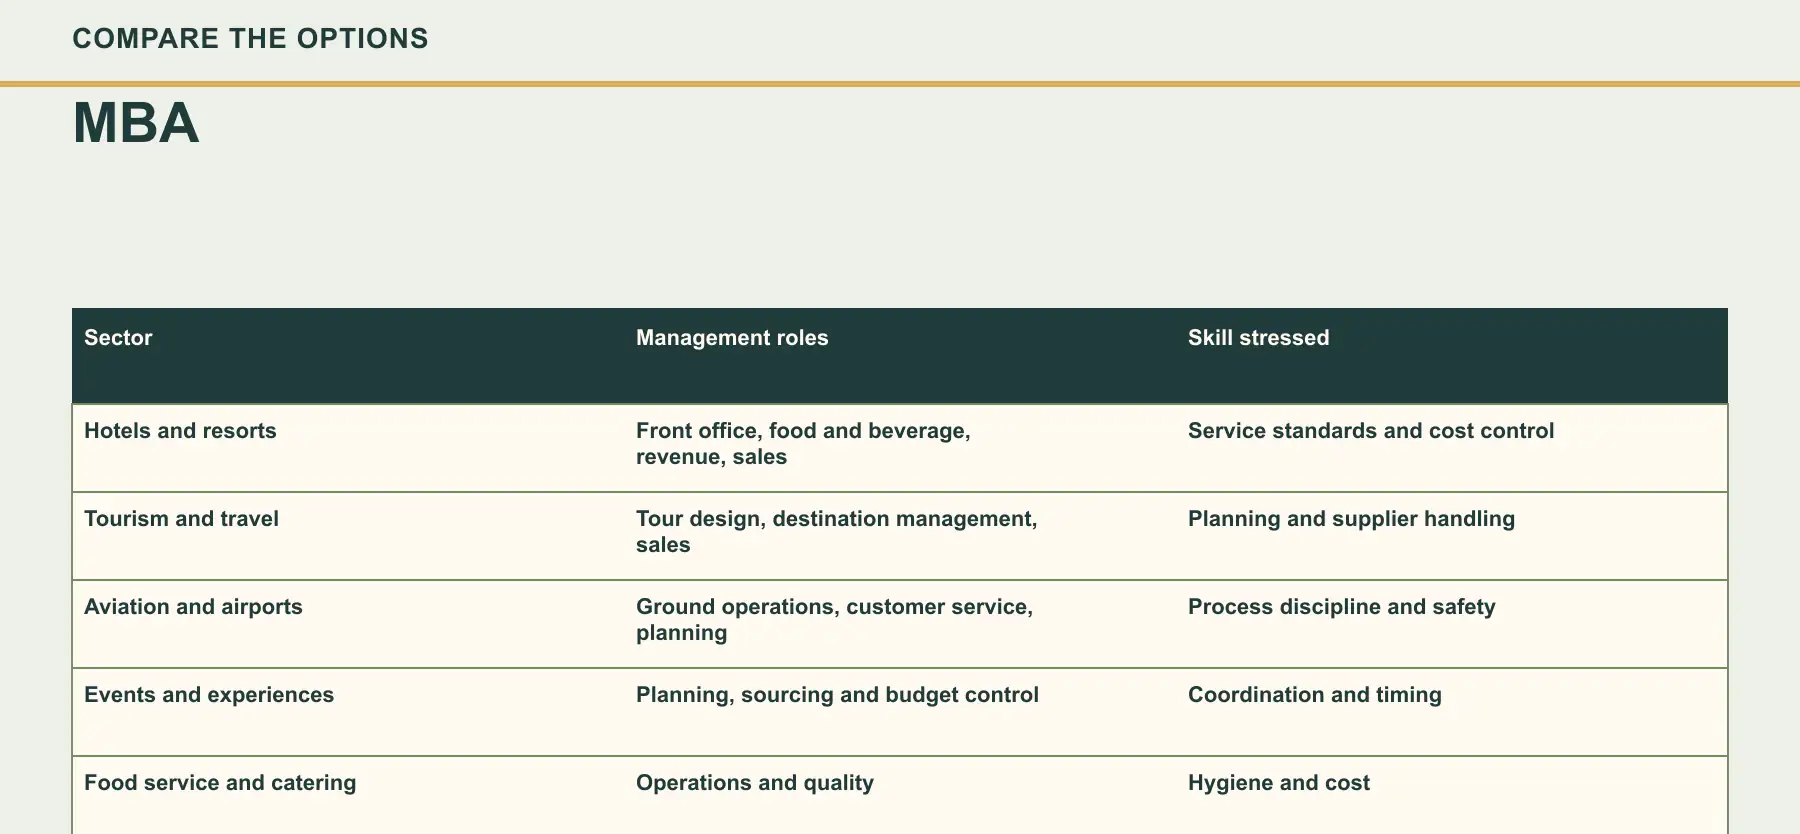 COMPARE THE OPTIONS
MBA
Sector
Management roles
Skill stressed
Hotels and resorts
Front office, food and beverage,
revenue, sales
Service standards and cost control
Tourism and travel
Tour design, destination management,
sales
Planning and supplier handling
Aviation and airports
Ground operations, customer service,
planning
Process discipline and safety
Events and experiences
Planning, sourcing and budget control
Coordination and timing
Food service and catering
Operations and quality
Hygiene and cost